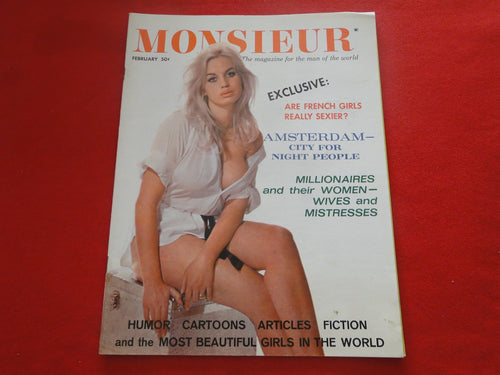 MONSIEUR
FEBRUARY 50¢
The magazine for the man of the world
EXCLUSIVE:
ARE FRENCH GIRLS
REALLY SEXIER?
AMSTERDAM—
CITY FOR
NIGHT PEOPLE
MILLIONAIRES
and their WOMEN—
WIVES and
MISTRESSES
HUMOR CARTOONS ARTICLES FICTION
and the MOST BEAUTIFUL GIRLS IN THE WORLD